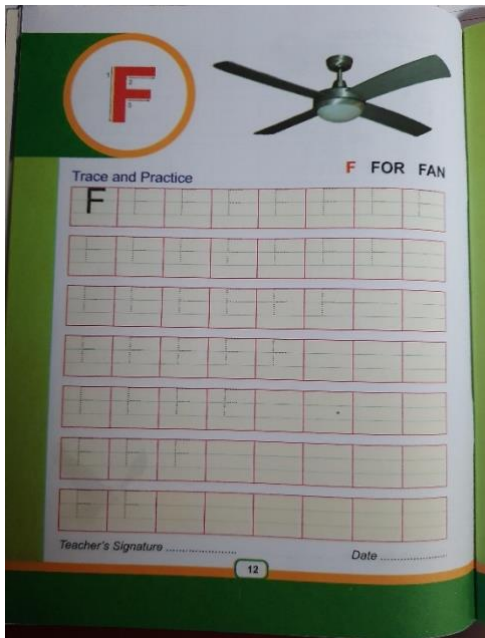 F
F FOR FAN
Trace and Practice
F F F F F F F F
F F F F F F F
F F F F F F
F F F F F
F F F F
F F F
F F
Teacher's Signature ........................
Date ......................
12